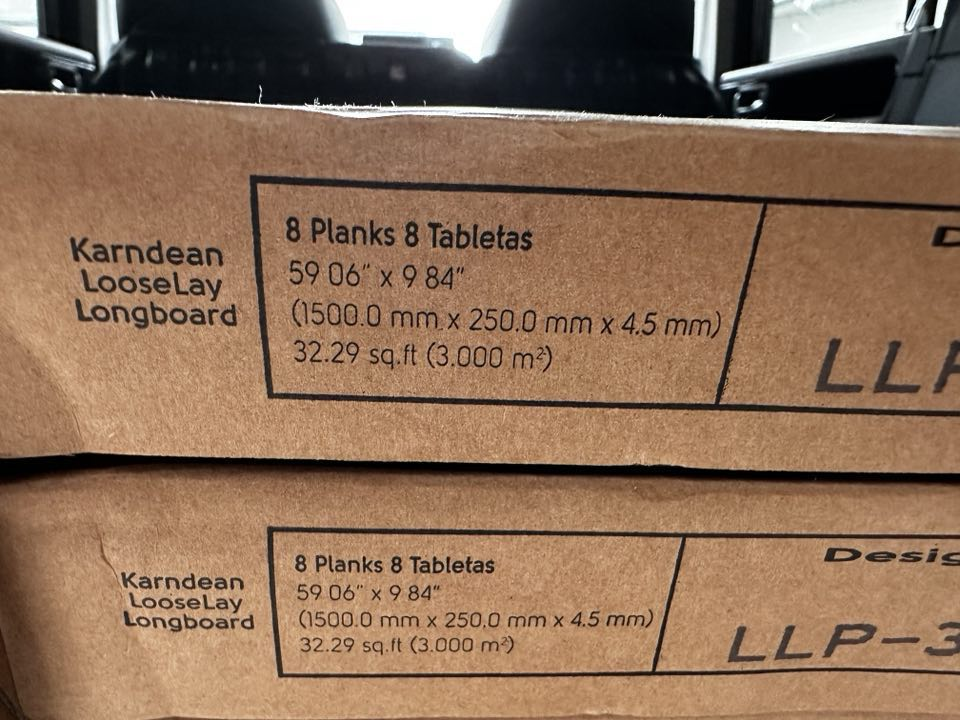 Karndean
LooseLay
Longboard
8 Planks 8 Tabletas
59 06" x 9 84"
(1500.0 mm x 250.0 mm x 4.5 mm)
32.29 sq.ft (3.000 m²)
Karndean
LooseLay
Longboard
8 Planks 8 Tabletas
59 06" x 9 84"
(1500.0 mm x 250.0 mm x 4.5 mm)
32.29 sq.ft (3.000 m²)
LLP-3